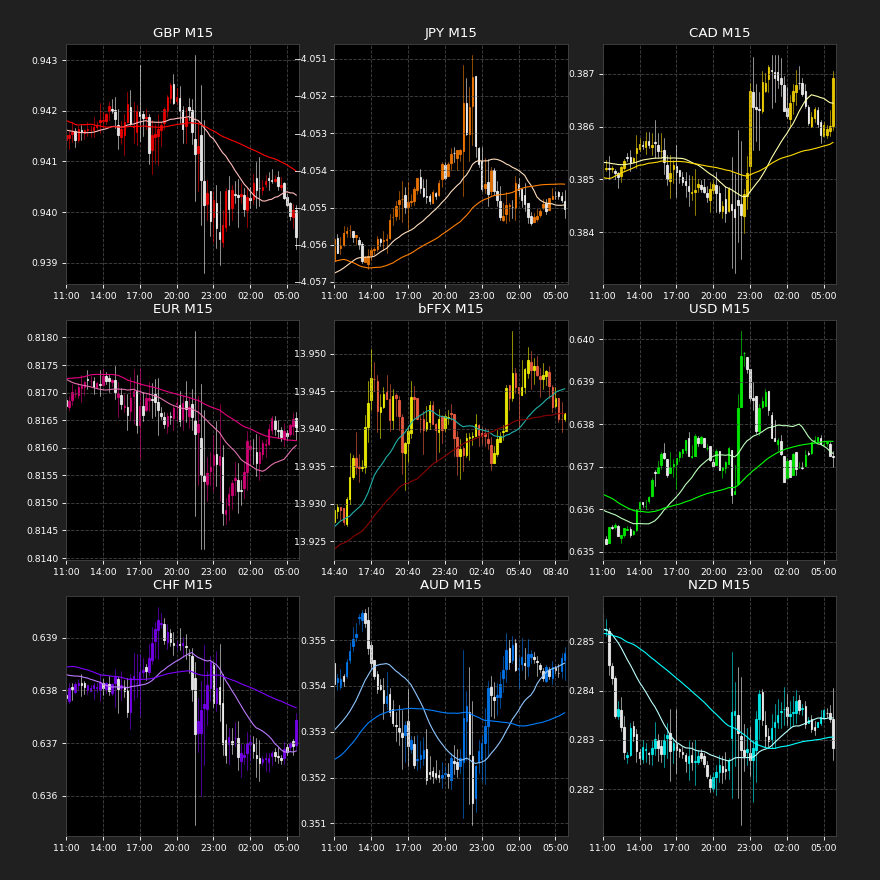 GBP M15
0.943
0.942
0.941
0.940
0.939
11:00 14:00 17:00 20:00 23:00 02:00 05:00
JPY M15
−4.051
−4.052
−4.053
−4.054
−4.055
−4.056
−4.057
11:00 14:00 17:00 20:00 23:00 02:00 05:00
CAD M15
0.387
0.386
0.385
0.384
11:00 14:00 17:00 20:00 23:00 02:00 05:00
EUR M15
0.8180
0.8175
0.8170
0.8165
0.8160
0.8155
0.8150
0.8145
0.8140
11:00 14:00 17:00 20:00 23:00 02:00 05:00
bFFX M15
13.950
13.945
13.940
13.935
13.930
13.925
14:40 17:40 20:40 23:40 02:40 05:40 08:40
USD M15
0.640
0.639
0.638
0.637
0.636
0.635
11:00 14:00 17:00 20:00 23:00 02:00 05:00
CHF M15
0.639
0.638
0.637
0.636
11:00 14:00 17:00 20:00 23:00 02:00 05:00
AUD M15
0.355
0.354
0.353
0.352
0.351
11:00 14:00 17:00 20:00 23:00 02:00 05:00
NZD M15
0.285
0.284
0.283
0.282
11:00 14:00 17:00 20:00 23:00 02:00 05:00